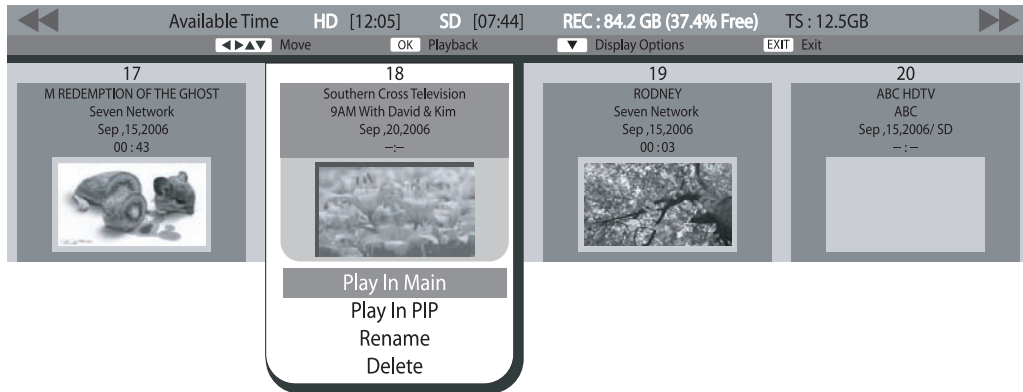 Available Time HD [12:05] SD [07:44] REC : 84.2 GB (37.4% Free) TS : 12.5GB
Move OK Playback Display Options EXIT Exit
17
M REDEMPTION OF THE GHOST
Seven Network
Sep ,15,2006
00 : 43
18
Southern Cross Television
9AM With David & Kim
Sep ,20,2006
–:–
Play In Main
Play In PIP
Rename
Delete
19
RODNEY
Seven Network
Sep ,15,2006
00 : 03
20
ABC HDTV
ABC
Sep ,15,2006/ SD
– : –